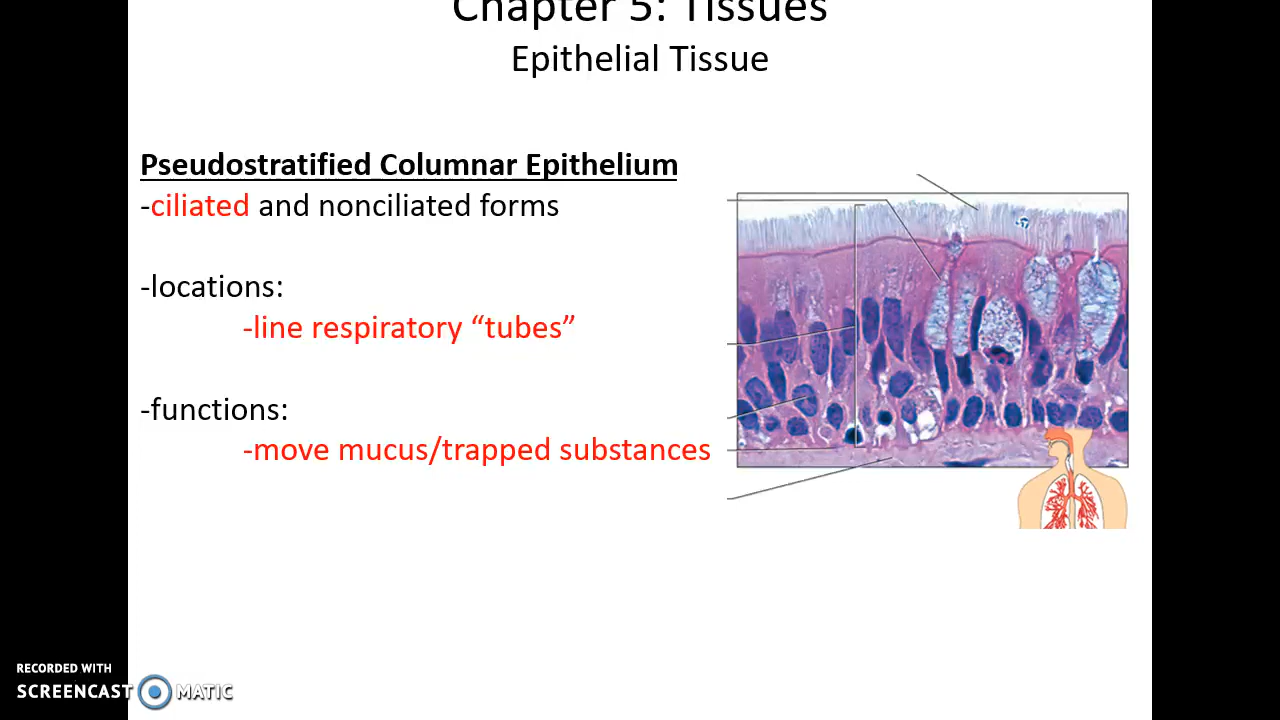 Chapter 5: Tissues
Epithelial Tissue
Pseudostratified Columnar Epithelium
-ciliated and nonciliated forms
-locations:
-line respiratory “tubes”
-functions:
-move mucus/trapped substances
RECORDED WITH
SCREENCAST MATIC